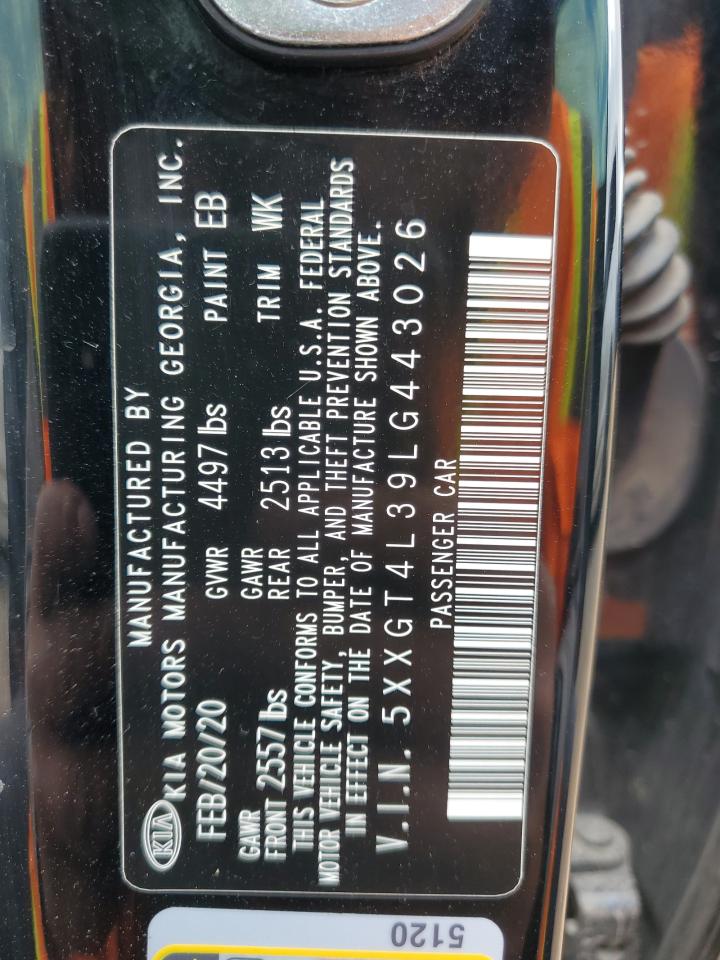 MANUFACTURED BY
KIA KIA MOTORS MANUFACTURING GEORGIA, INC.
FEB/20/20 GVWR 4497 lbs PAINT EB
GAWR FRONT 2557 lbs GAWR REAR 2513 lbs TRIM WK
THIS VEHICLE CONFORMS TO ALL APPLICABLE U.S.A. FEDERAL
MOTOR VEHICLE SAFETY, BUMPER, AND THEFT PREVENTION STANDARDS
IN EFFECT ON THE DATE OF MANUFACTURE SHOWN ABOVE.
V.I.N. 5XXGT4L39LG443026
PASSENGER CAR
5120